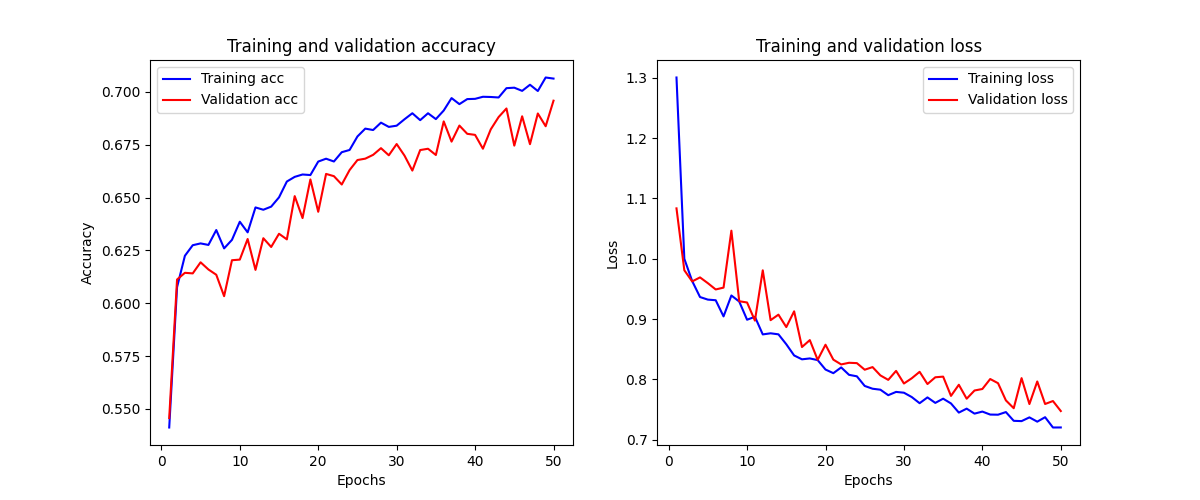 Training and validation accuracy
Training acc
Validation acc
0.700
0.675
0.650
0.625
0.600
0.575
0.550
Accuracy
0
10
20
30
40
50
Epochs
Training and validation loss
Training loss
Validation loss
1.3
1.2
1.1
1.0
0.9
0.8
0.7
Loss
0
10
20
30
40
50
Epochs